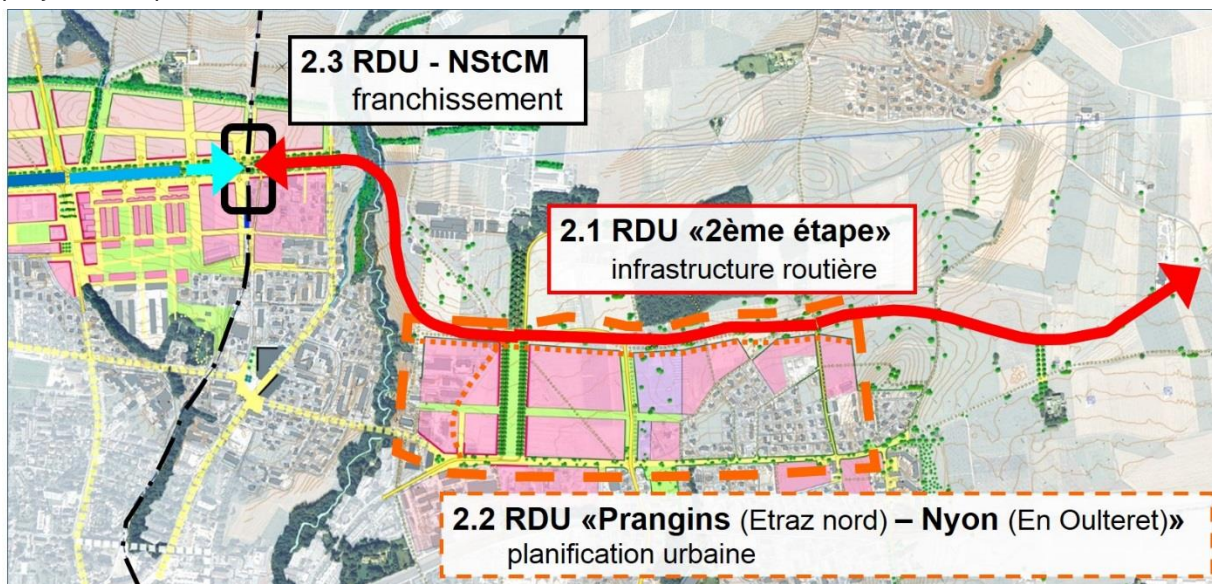 2.3 RDU - NStCM
franchissement
2.1 RDU «2ème étape»
infrastructure routière
2.2 RDU «Prangins (Etraz nord) – Nyon (En Oulteret)»
planification urbaine